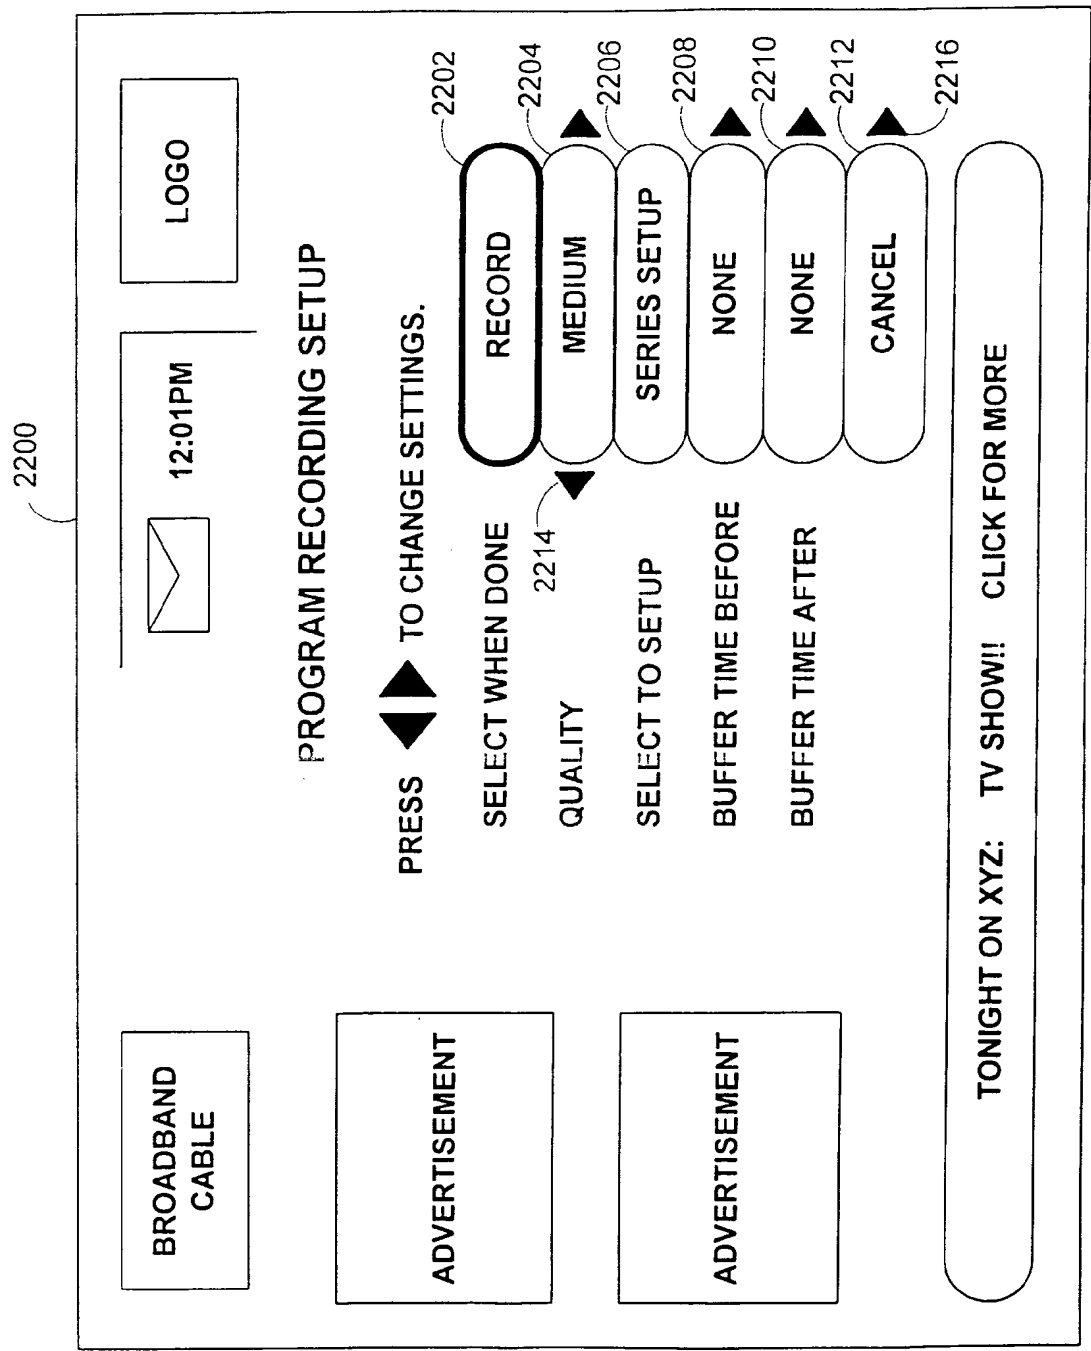 2200
BROADBAND
CABLE
12:01PM
LOGO
PROGRAM RECORDING SETUP
PRESS ◀ ▶ TO CHANGE SETTINGS.
ADVERTISEMENT
SELECT WHEN DONE RECORD 2202
QUALITY 2214 ◀ MEDIUM ▶ 2204
SELECT TO SETUP SERIES SETUP 2206
BUFFER TIME BEFORE NONE ▶ 2208
BUFFER TIME AFTER NONE ▶ 2210
CANCEL ▶ 2212
2216
ADVERTISEMENT
TONIGHT ON XYZ: TV SHOW!! CLICK FOR MORE